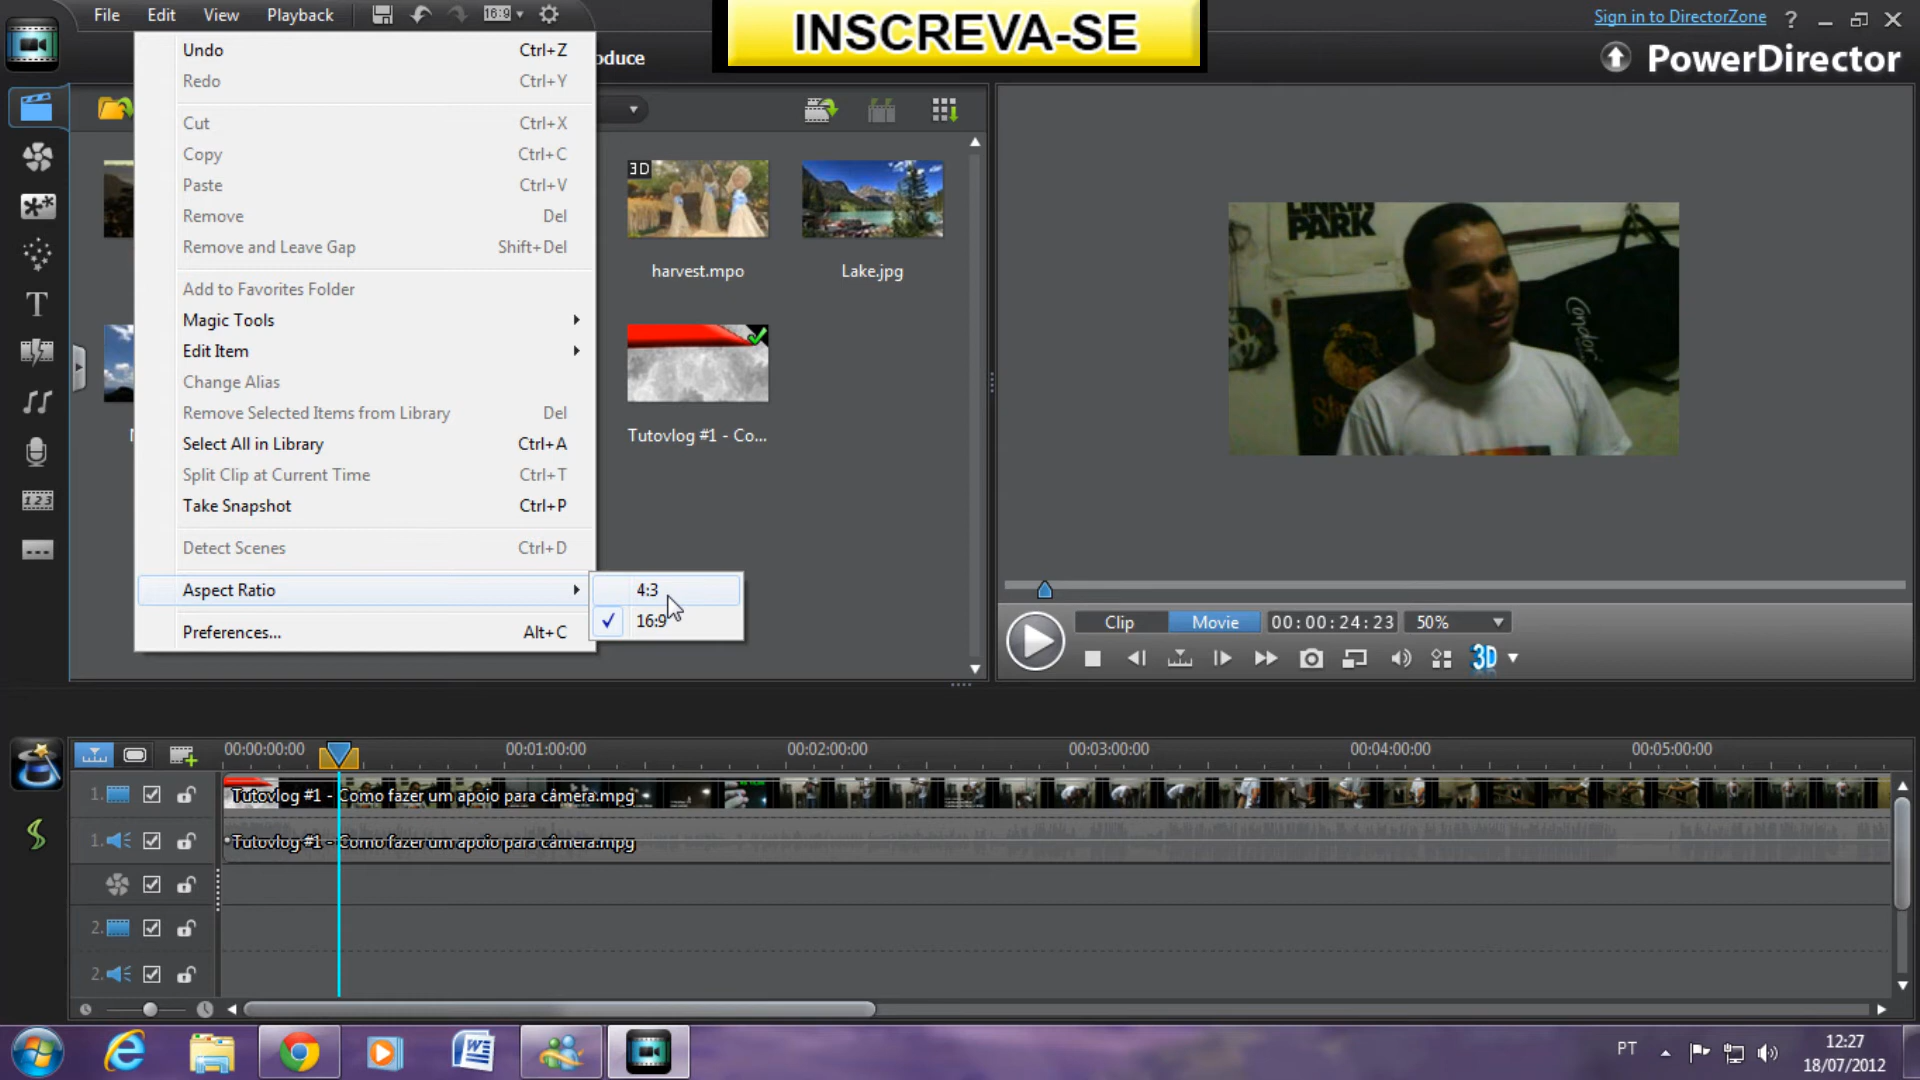 File Edit View Playback 16:9
INSCREVA-SE
Sign in to DirectorZone ?
oduce
PowerDirector
Undo Ctrl+Z
Redo Ctrl+Y
Cut Ctrl+X
Copy Ctrl+C
Paste Ctrl+V
Remove Del
Remove and Leave Gap Shift+Del
Add to Favorites Folder
Magic Tools
Edit Item
Change Alias
Remove Selected Items from Library Del
Select All in Library Ctrl+A
Split Clip at Current Time Ctrl+T
Take Snapshot Ctrl+P
Detect Scenes Ctrl+D
Aspect Ratio
Preferences... Alt+C
4:3
16:9
3D
harvest.mpo
Lake.jpg
Tutovlog #1 - Co...
LINKIN
PARK
Condor
Clip Movie 00:00:24:23 50%
3D
00:00:00:00 00:01:00:00 00:02:00:00 00:03:00:00 00:04:00:00 00:05:00:00
1. Tutovlog #1 - Como fazer um apoio para câmera.mpg
1. Tutovlog #1 - Como fazer um apoio para câmera.mpg
2.
2.
T
123
PT
12:27
18/07/2012